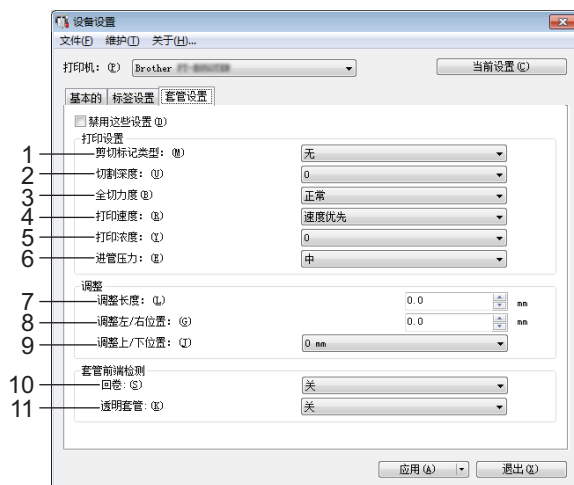 设备设置
文件(F) 维护(T) 关于(H)...
打印机: (P) Brother
当前设置(C)
基本的 标签设置 套管设置
禁用这些设置(D)
打印设置
1 剪切标记类型: (M) 无
2 切割深度: (U) 0
3 全切力度(B) 正常
4 打印速度: (R) 速度优先
5 打印浓度: (Y) 0
6 进管压力: (E) 中
调整
7 调整长度: (L) 0.0 mm
8 调整左/右位置: (G) 0.0 mm
9 调整上/下位置: (J) 0 mm
套管前端检测
10 回卷: (S) 关
11 透明套管: (K) 关
应用(A) 退出(X)